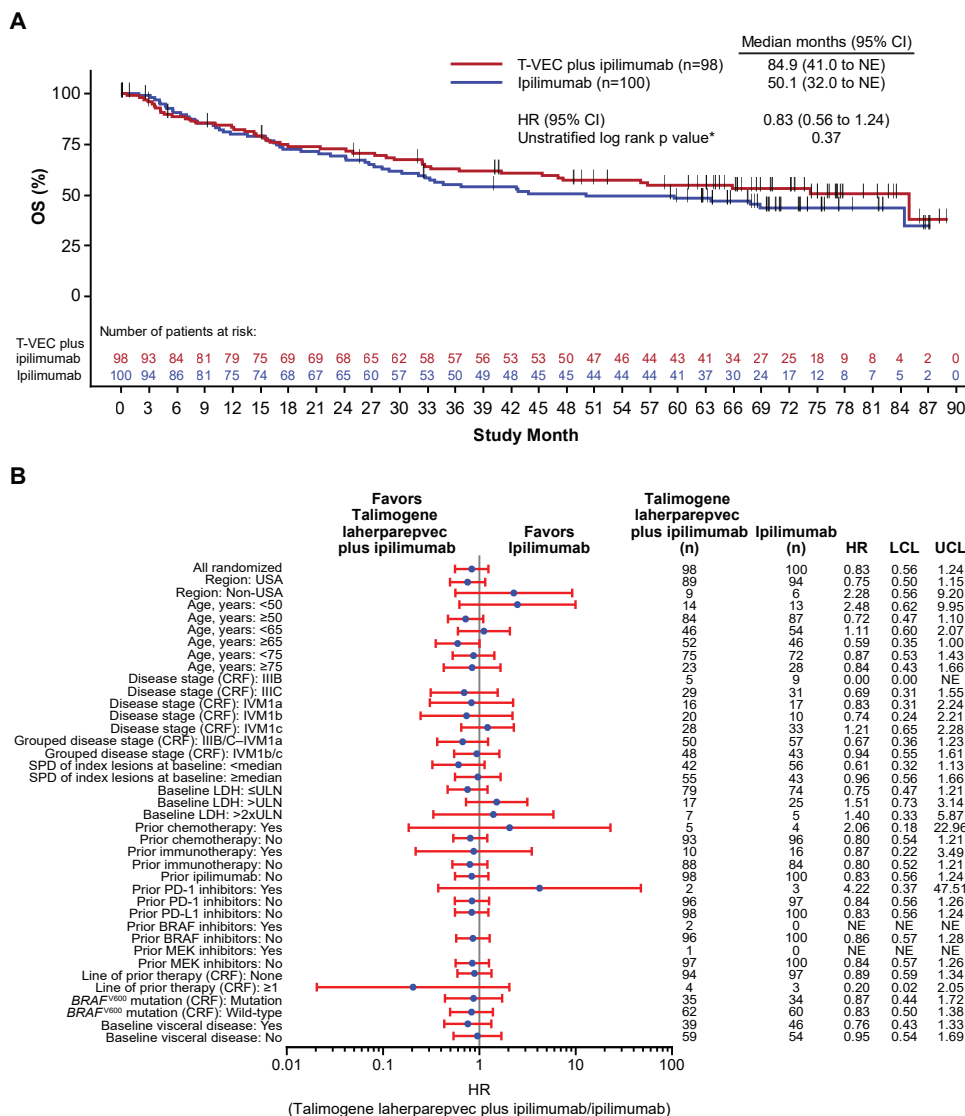 A
Median months (95% CI)
T-VEC plus ipilimumab (n=98) 84.9 (41.0 to NE)
Ipilimumab (n=100) 50.1 (32.0 to NE)
HR (95% CI) 0.83 (0.56 to 1.24)
Unstratified log rank p value* 0.37
OS (%)
100
75
50
25
0
Number of patients at risk:
T-VEC plus
ipilimumab 98 93 84 81 79 75 69 69 68 65 62 58 57 56 53 53 50 47 46 44 43 41 34 27 25 18 9 8 4 2 0
Ipilimumab 100 94 86 81 75 74 68 67 65 60 57 53 50 49 48 45 45 44 44 44 41 37 30 24 17 12 8 7 5 2 0
0 3 6 9 12 15 18 21 24 27 30 33 36 39 42 45 48 51 54 57 60 63 66 69 72 75 78 81 84 87 90
Study Month
B
Favors
Talimogene
laherparepvec
plus ipilimumab
Favors
Ipilimumab
Talimogene
laherparepvec
plus ipilimumab
(n)
Ipilimumab
(n)
HR LCL UCL
All randomized 98 100 0.83 0.56 1.24
Region: USA 89 94 0.75 0.50 1.15
Region: Non-USA 9 6 2.28 0.56 9.20
Age, years: <50 14 13 2.48 0.62 9.95
Age, years: ≥50 84 87 0.72 0.47 1.10
Age, years: <65 46 54 1.11 0.60 2.07
Age, years: ≥65 52 46 0.59 0.35 1.00
Age, years: <75 75 72 0.87 0.53 1.43
Age, years: ≥75 23 28 0.84 0.43 1.66
Disease stage (CRF): IIIB 5 9 0.00 0.00 NE
Disease stage (CRF): IIIC 29 31 0.69 0.31 1.55
Disease stage (CRF): IVM1a 16 17 0.83 0.31 2.24
Disease stage (CRF): IVM1b 20 10 0.74 0.24 2.21
Disease stage (CRF): IVM1c 28 33 1.21 0.65 2.28
Grouped disease stage (CRF): IIIB/C–IVM1a 50 57 0.67 0.36 1.23
Grouped disease stage (CRF): IVM1b/c 48 43 0.94 0.55 1.61
SPD of index lesions at baseline: <median 42 56 0.61 0.32 1.13
SPD of index lesions at baseline: ≥median 55 43 0.96 0.56 1.66
Baseline LDH: ≤ULN 79 74 0.75 0.47 1.21
Baseline LDH: >ULN 17 25 1.51 0.73 3.14
Baseline LDH: >2xULN 7 5 1.40 0.33 5.87
Prior chemotherapy: Yes 5 4 2.06 0.18 22.96
Prior chemotherapy: No 93 96 0.80 0.54 1.21
Prior immunotherapy: Yes 10 16 0.87 0.22 3.49
Prior immunotherapy: No 88 84 0.80 0.52 1.21
Prior ipilimumab: No 98 100 0.83 0.56 1.24
Prior PD-1 inhibitors: Yes 2 3 4.22 0.37 47.51
Prior PD-1 inhibitors: No 96 97 0.84 0.56 1.26
Prior PD-L1 inhibitors: No 98 100 0.83 0.56 1.24
Prior BRAF inhibitors: Yes 2 0 NE NE NE
Prior BRAF inhibitors: No 96 100 0.86 0.57 1.28
Prior MEK inhibitors: Yes 1 0 NE NE NE
Prior MEK inhibitors: No 97 100 0.84 0.57 1.26
Line of prior therapy (CRF): None 94 97 0.89 0.59 1.34
Line of prior therapy (CRF): ≥1 4 3 0.20 0.02 2.05
BRAFV600 mutation (CRF): Mutation 35 34 0.87 0.44 1.72
BRAFV600 mutation (CRF): Wild-type 62 60 0.83 0.50 1.38
Baseline visceral disease: Yes 39 46 0.76 0.43 1.33
Baseline visceral disease: No 59 54 0.95 0.54 1.69
0.01 0.1 1 10 100
HR
(Talimogene laherparepvec plus ipilimumab/ipilimumab)